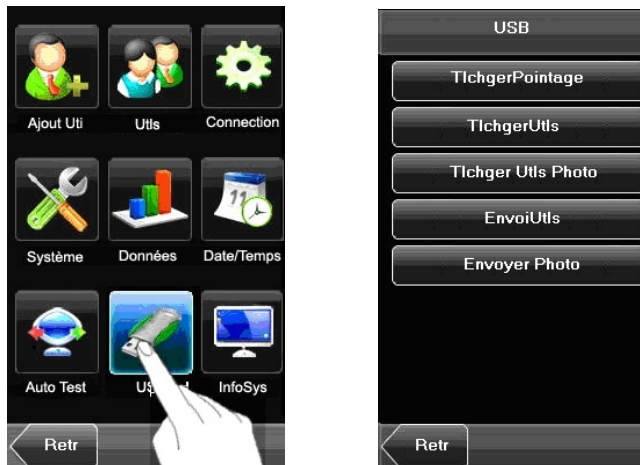 Ajout Uti
Utls
Connection
Système
Données
Date/Temps
Auto Test
InfoSys
Retr
USB
TlchgerPointage
TlchgerUtls
Tlchger Utls Photo
EnvoiUtls
Envoyer Photo
Retr